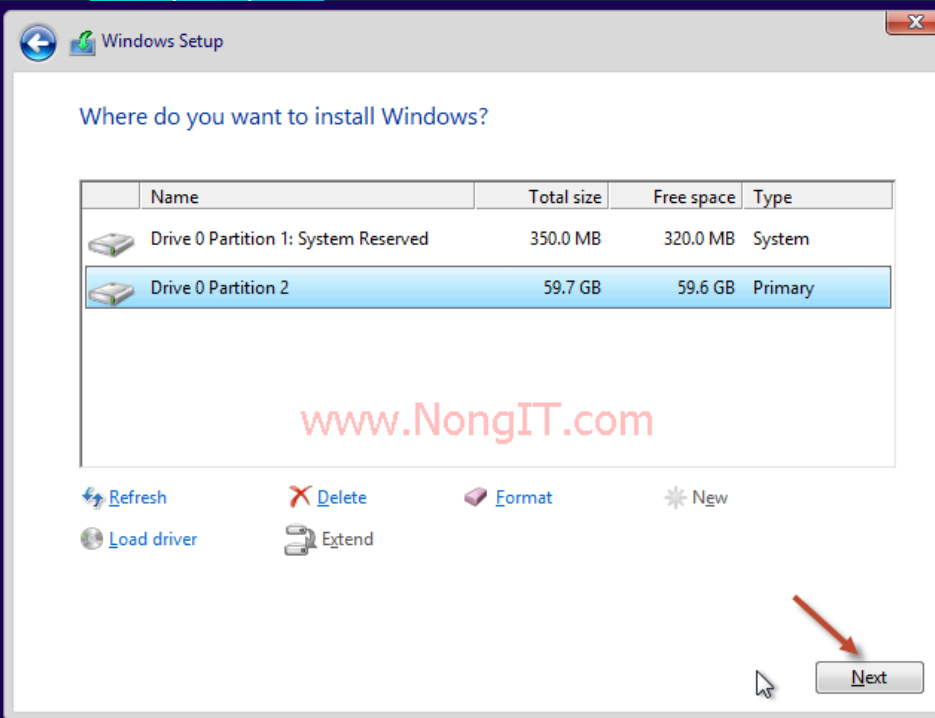 Windows Setup
Where do you want to install Windows?
Name Total size Free space Type
Drive 0 Partition 1: System Reserved 350.0 MB 320.0 MB System
Drive 0 Partition 2 59.7 GB 59.6 GB Primary
www.NongIT.com
Refresh Delete Format New
Load driver Extend
Next